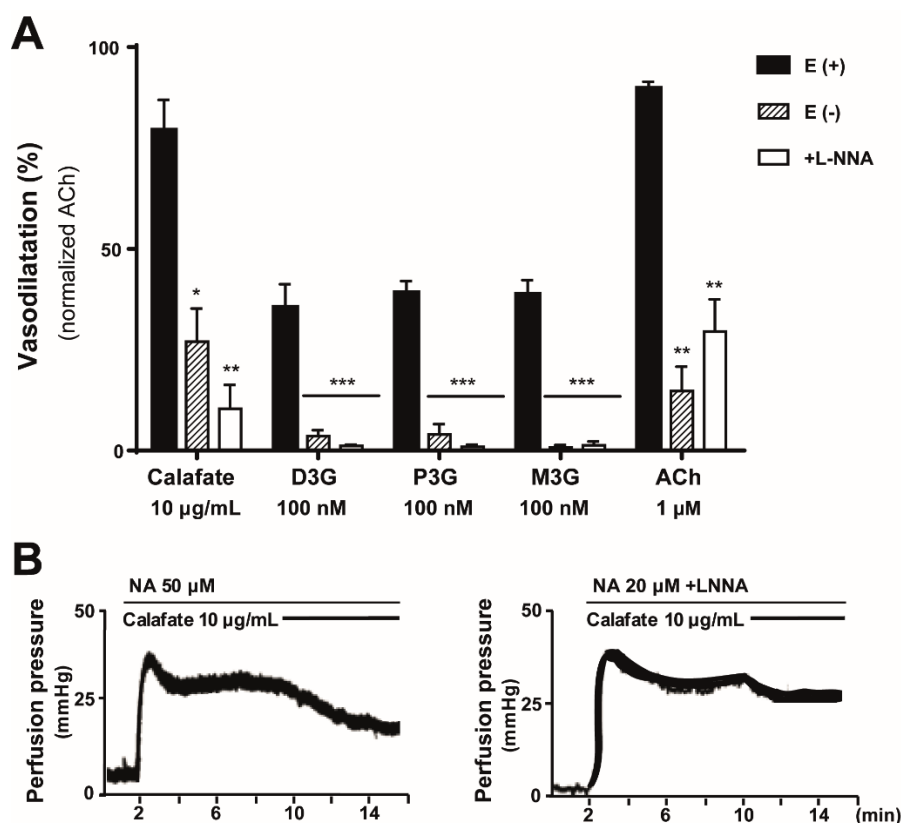 A
100
50
0
Vasodilatation (%)
(normalized ACh)
E (+)
E (-)
+L-NNA
*
**
***
***
***
**
**
Calafate
10 µg/mL
D3G
100 nM
P3G
100 nM
M3G
100 nM
ACh
1 µM
B
NA 50 µM
Calafate 10 µg/mL
50
25
0
Perfusion pressure
(mmHg)
2
6
10
14
NA 20 µM +LNNA
Calafate 10 µg/mL
50
25
0
Perfusion pressure
(mmHg)
2
6
10
14
(min)